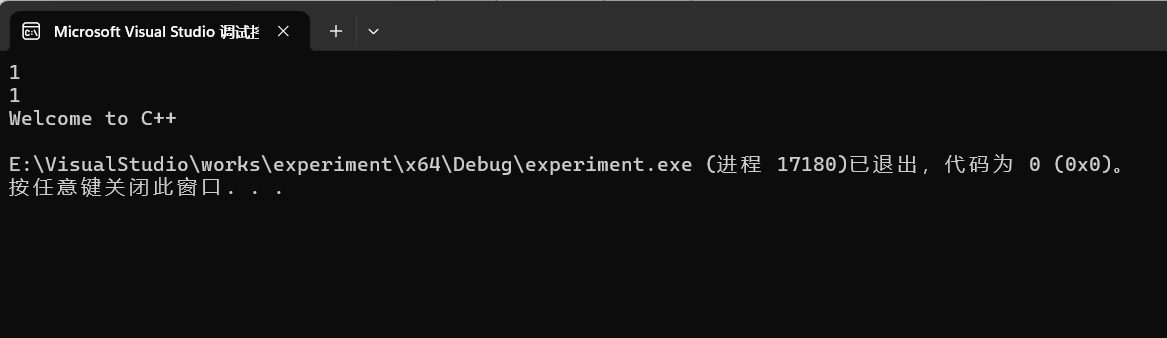 Microsoft Visual Studio 调试
1
1
Welcome to C++
E:\VisualStudio\works\experiment\x64\Debug\experiment.exe (进程 17180)已退出，代码为 0 (0x0)。
按任意键关闭此窗口. . .